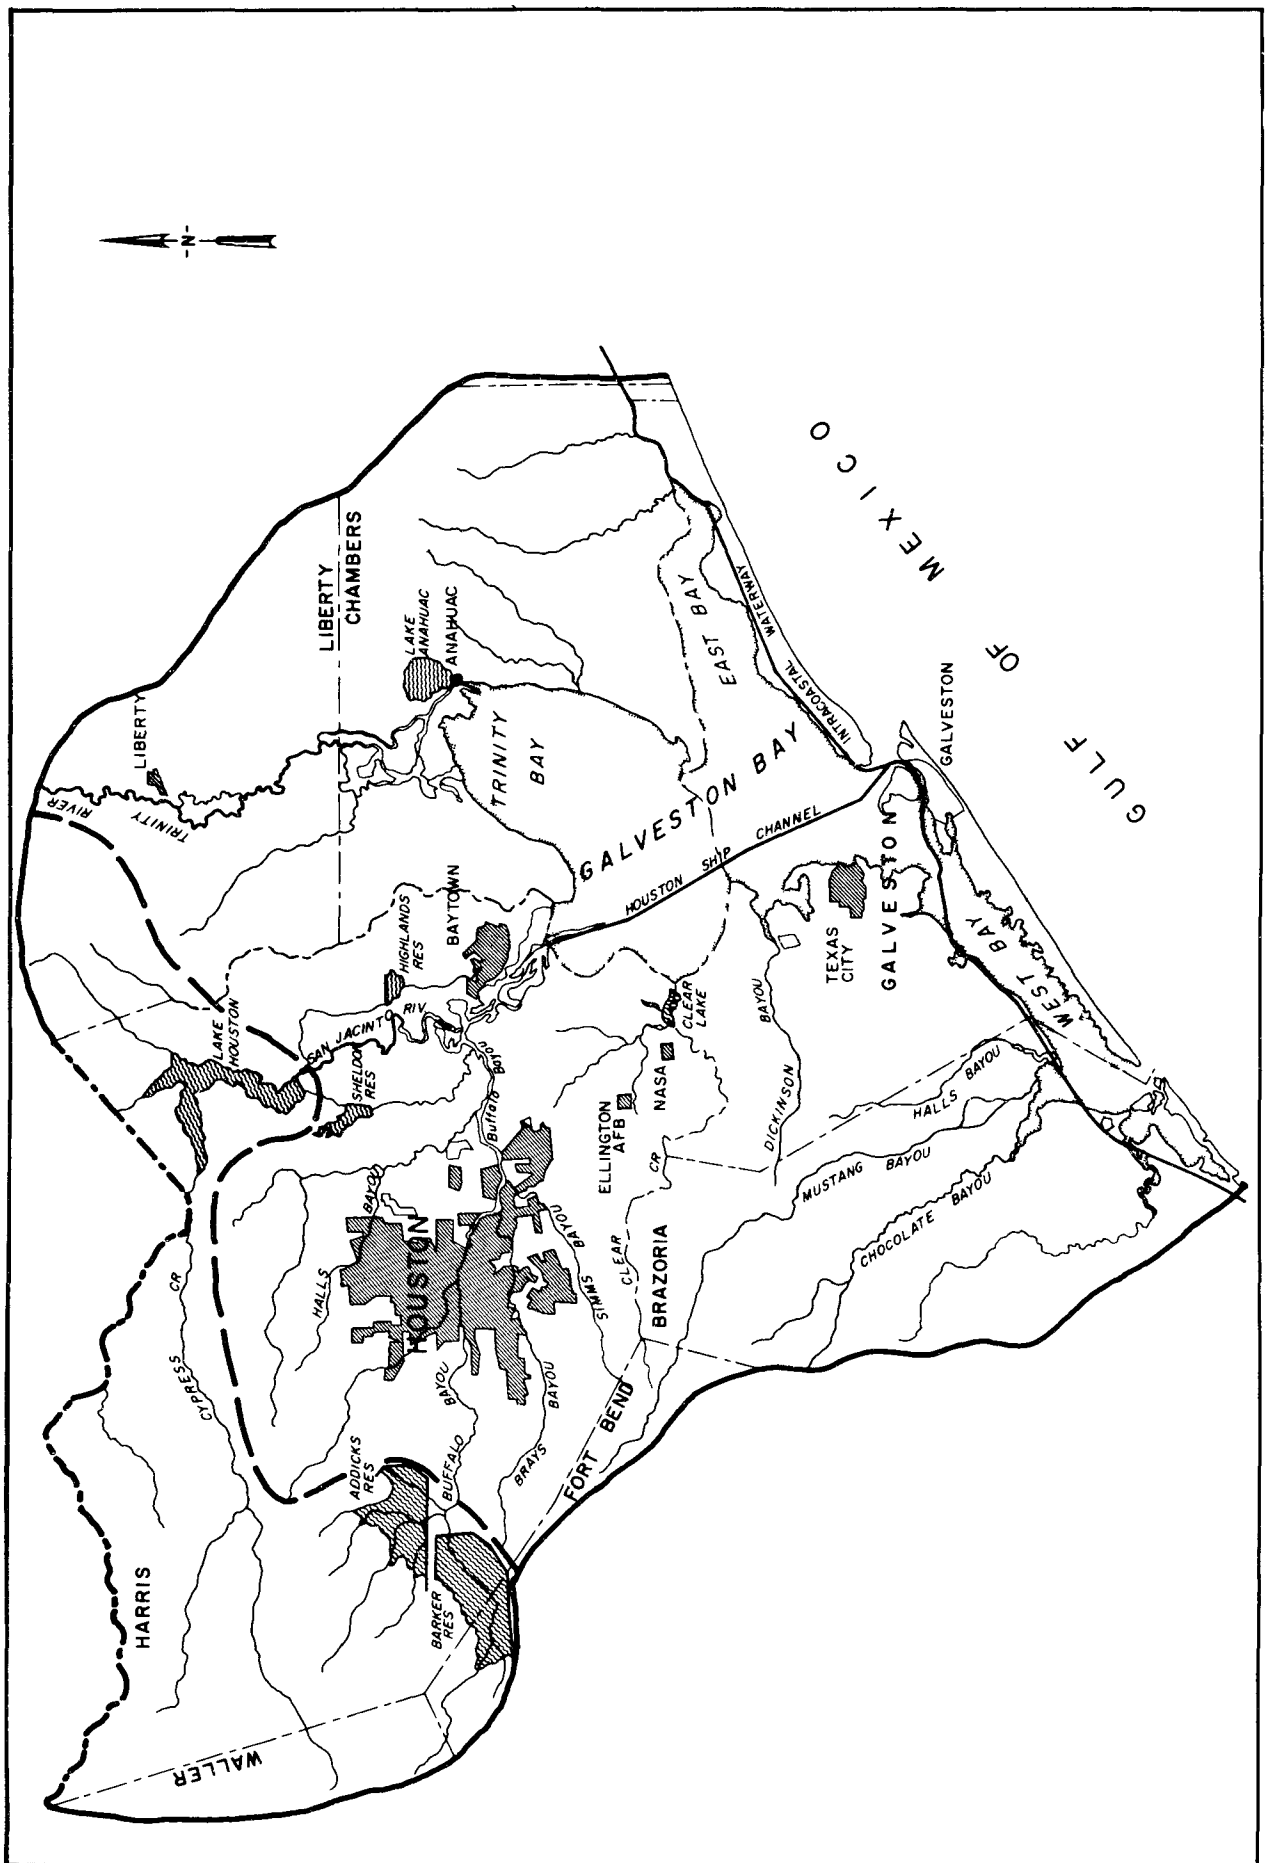 -N-
LIBERTY
TRINITY
RIVER
LIBERTY
CHAMBERS
LAKE
ANAHUAC
ANAHUAC
TRINITY
BAY
EAST BAY
GALVESTON BAY
INTRACOASTAL WATERWAY
GULF OF MEXICO
GALVESTON
HOUSTON SHIP CHANNEL
HIGHLANDS
RES
BAYTOWN
LAKE
HOUSTON
SAN JACINTO RIV
SHELDON
RES
Buffalo Bayou
CLEAR
LAKE
NASA
ELLINGTON
AFB
TEXAS
CITY
GALVESTON
WEST BAY
DICKINSON BAYOU
HALLS BAYOU
MUSTANG BAYOU
CHOCOLATE BAYOU
CLEAR CR
BRAZORIA
SIMMS BAYOU
HALLS BAYOU
HOUSTON
BUFFALO BAYOU
BRAYS BAYOU
FORT BEND
CYPRESS CR
ADDICKS
RES
BARKER
RES
HARRIS
WALLER